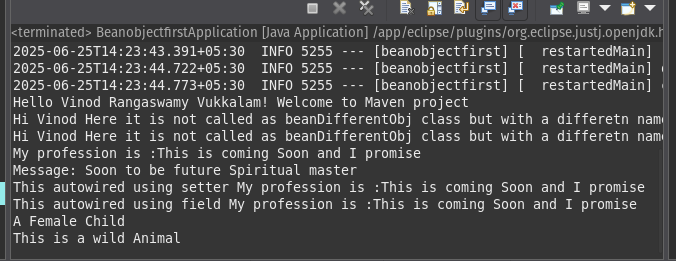 <terminated> BeanobjectfirstApplication [Java Application] /app/eclipse/plugins/org.eclipse.justj.openjdk.h
2025-06-25T14:23:43.391+05:30  INFO 5255 --- [beanobjectfirst] [  restartedMain]
2025-06-25T14:23:44.722+05:30  INFO 5255 --- [beanobjectfirst] [  restartedMain] o
2025-06-25T14:23:44.773+05:30  INFO 5255 --- [beanobjectfirst] [  restartedMain]
Hello Vinod Rangaswamy Vukkalam! Welcome to Maven project
Hi Vinod Here it is not called as beanDifferentObj class but with a differetn name
Hi Vinod Here it is not called as beanDifferentObj class but with a differetn name
My profession is :This is coming Soon and I promise
Message: Soon to be future Spiritual master
This autowired using setter My profession is :This is coming Soon and I promise
This autowired using field My profession is :This is coming Soon and I promise
A Female Child
This is a wild Animal